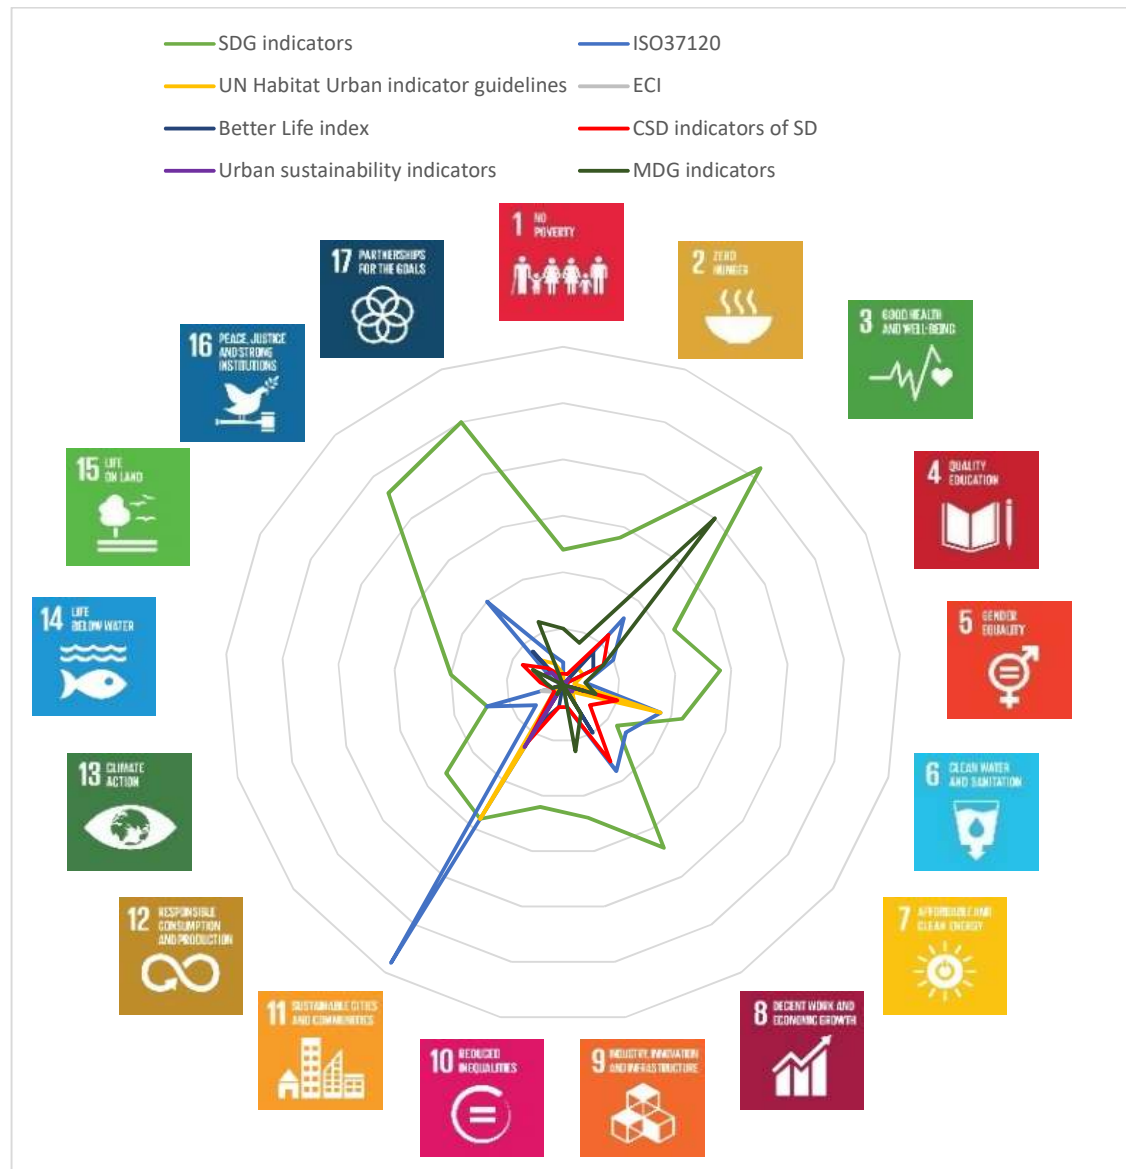 SDG indicators
ISO37120
UN Habitat Urban indicator guidelines
ECI
Better Life index
CSD indicators of SD
Urban sustainability indicators
MDG indicators
1 NO
POVERTY
2 ZERO
HUNGER
3 GOOD HEALTH
AND WELL-BEING
4 QUALITY
EDUCATION
5 GENDER
EQUALITY
6 CLEAN WATER
AND SANITATION
7 AFFORDABLE AND
CLEAN ENERGY
8 DECENT WORK AND
ECONOMIC GROWTH
9 INDUSTRY, INNOVATION
AND INFRASTRUCTURE
10 REDUCED
INEQUALITIES
11 SUSTAINABLE CITIES
AND COMMUNITIES
12 RESPONSIBLE
CONSUMPTION
AND PRODUCTION
13 CLIMATE
ACTION
14 LIFE
BELOW WATER
15 LIFE
ON LAND
16 PEACE, JUSTICE
AND STRONG
INSTITUTIONS
17 PARTNERSHIPS
FOR THE GOALS